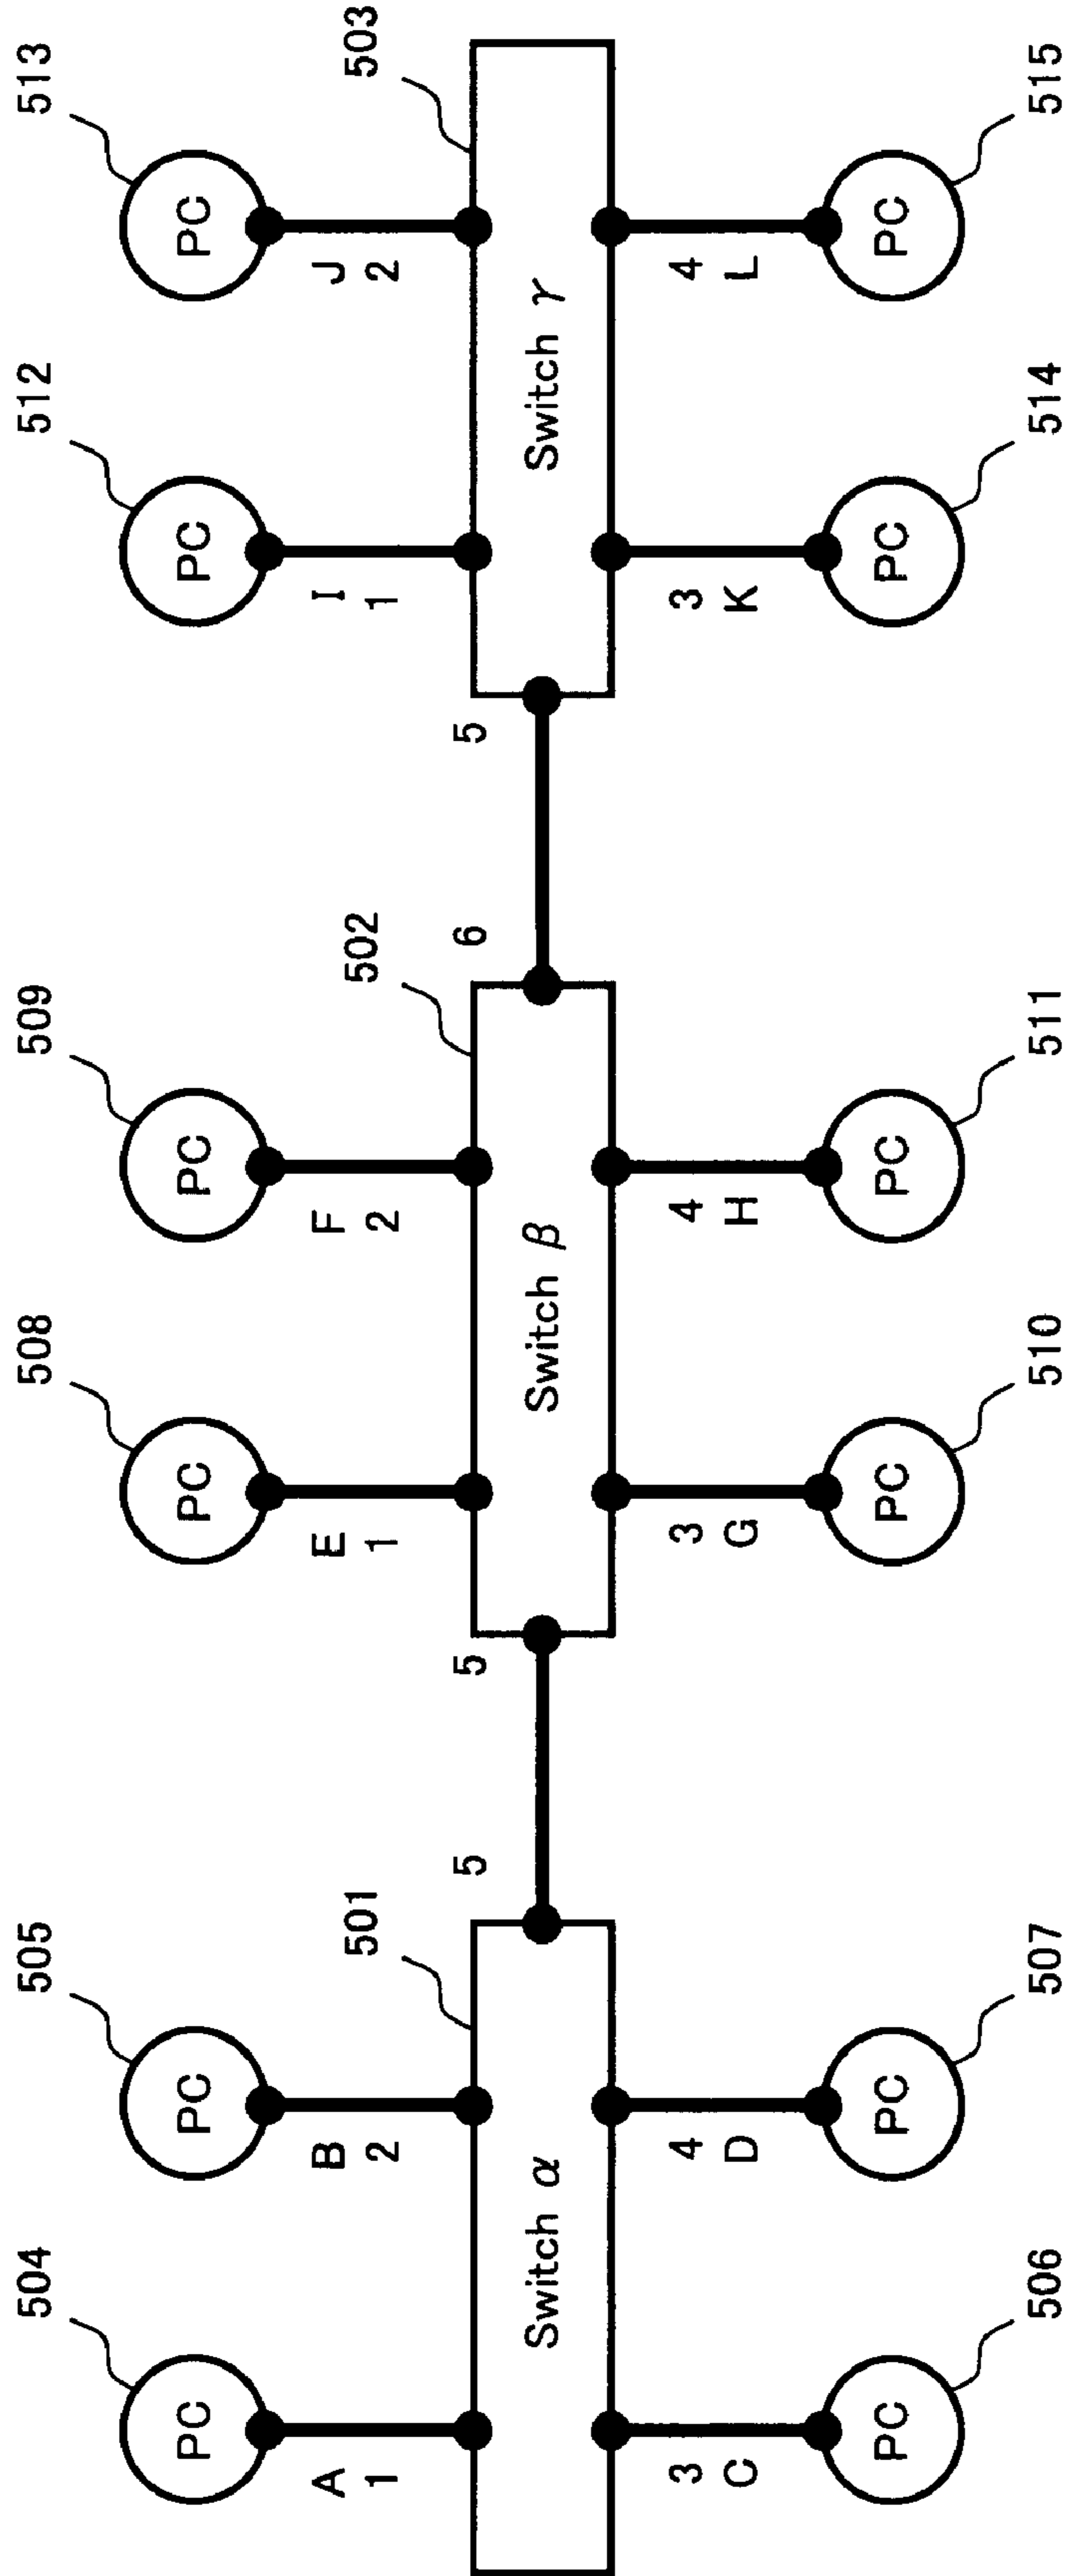 504 505 508 509 512 513
PC PC PC PC PC PC
A B E F I J
1 2 1 2 1 2
501 502 503
5 5 6 5
Switch α Switch β Switch γ
3 4 3 4 3 4
C D G H K L
PC PC PC PC PC PC
506 507 510 511 514 515